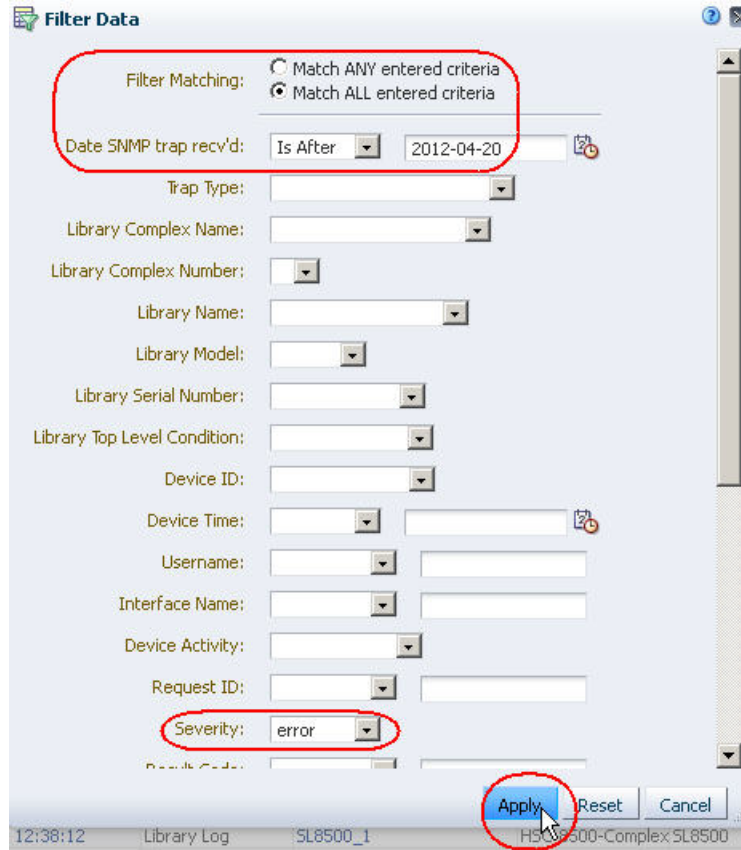 Filter Data
Filter Matching:
Match ANY entered criteria
Match ALL entered criteria
Date SNMP trap recv'd: Is After 2012-04-20
Trap Type:
Library Complex Name:
Library Complex Number:
Library Name:
Library Model:
Library Serial Number:
Library Top Level Condition:
Device ID:
Device Time:
Username:
Interface Name:
Device Activity:
Request ID:
Severity: error
Result Code:
Apply Reset Cancel
12:38:12 Library Log SL8500_1 SL8500